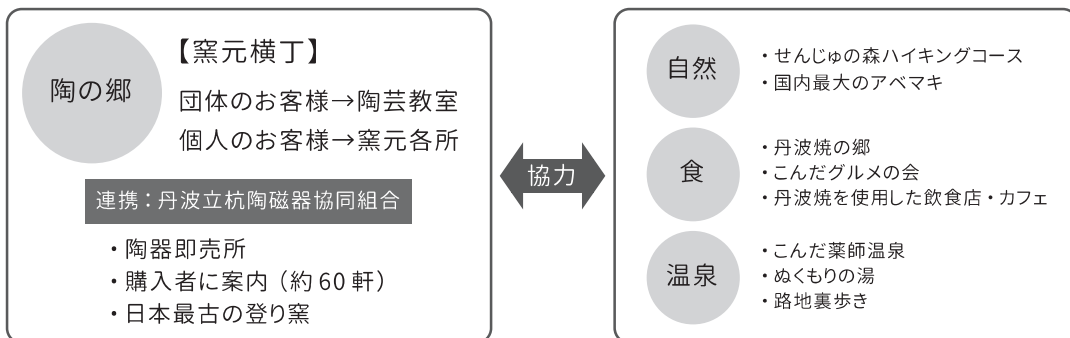 陶の郷
【窯元横丁】
団体のお客様→陶芸教室
個人のお客様→窯元各所
連携：丹波立杭陶磁器協同組合
・陶器即売所
・購入者に案内（約60軒）
・日本最古の登り窯
協力
自然
・せんじゅの森ハイキングコース
・国内最大のアベマキ
食
・丹波焼の郷
・こんだグルメの会
・丹波焼を使用した飲食店・カフェ
温泉
・こんだ薬師温泉
・ぬくもりの湯
・路地裏歩き